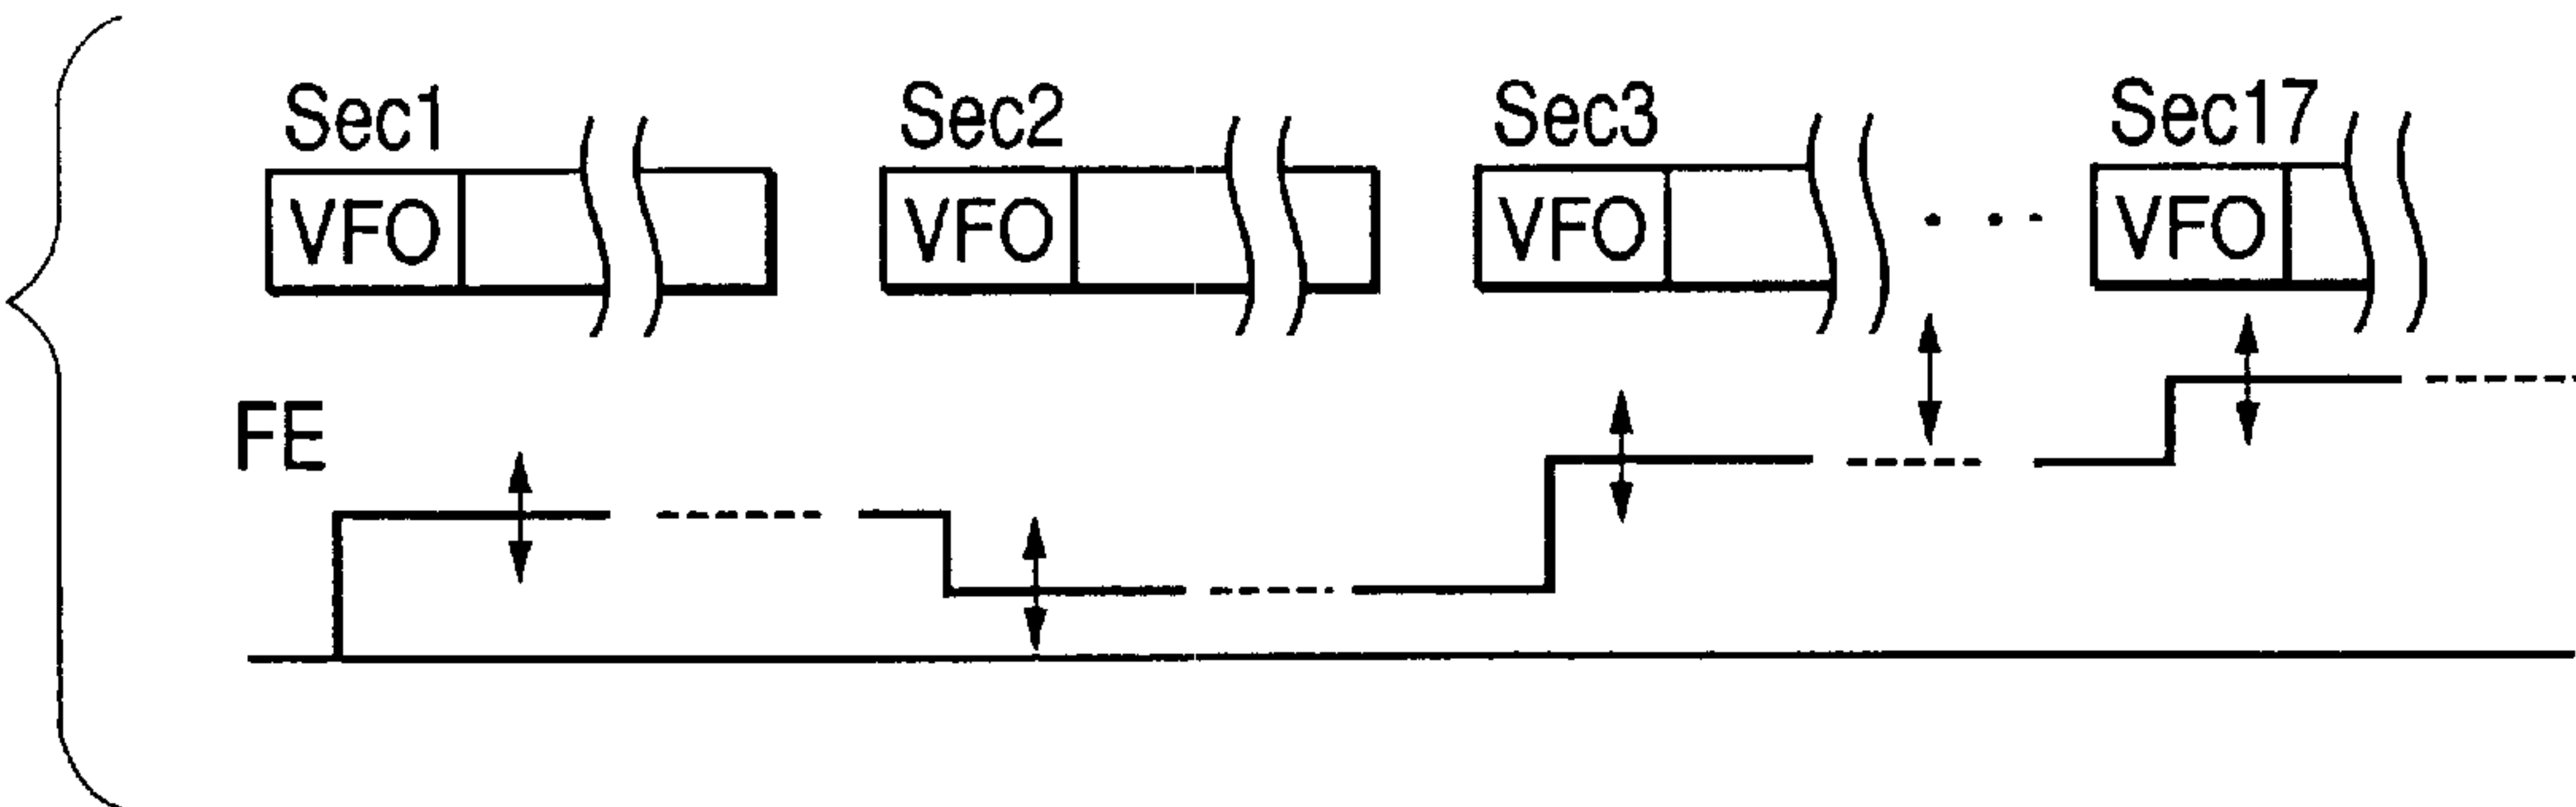 Sec1 Sec2 Sec3 Sec17
VFO VFO VFO . . . VFO
FE